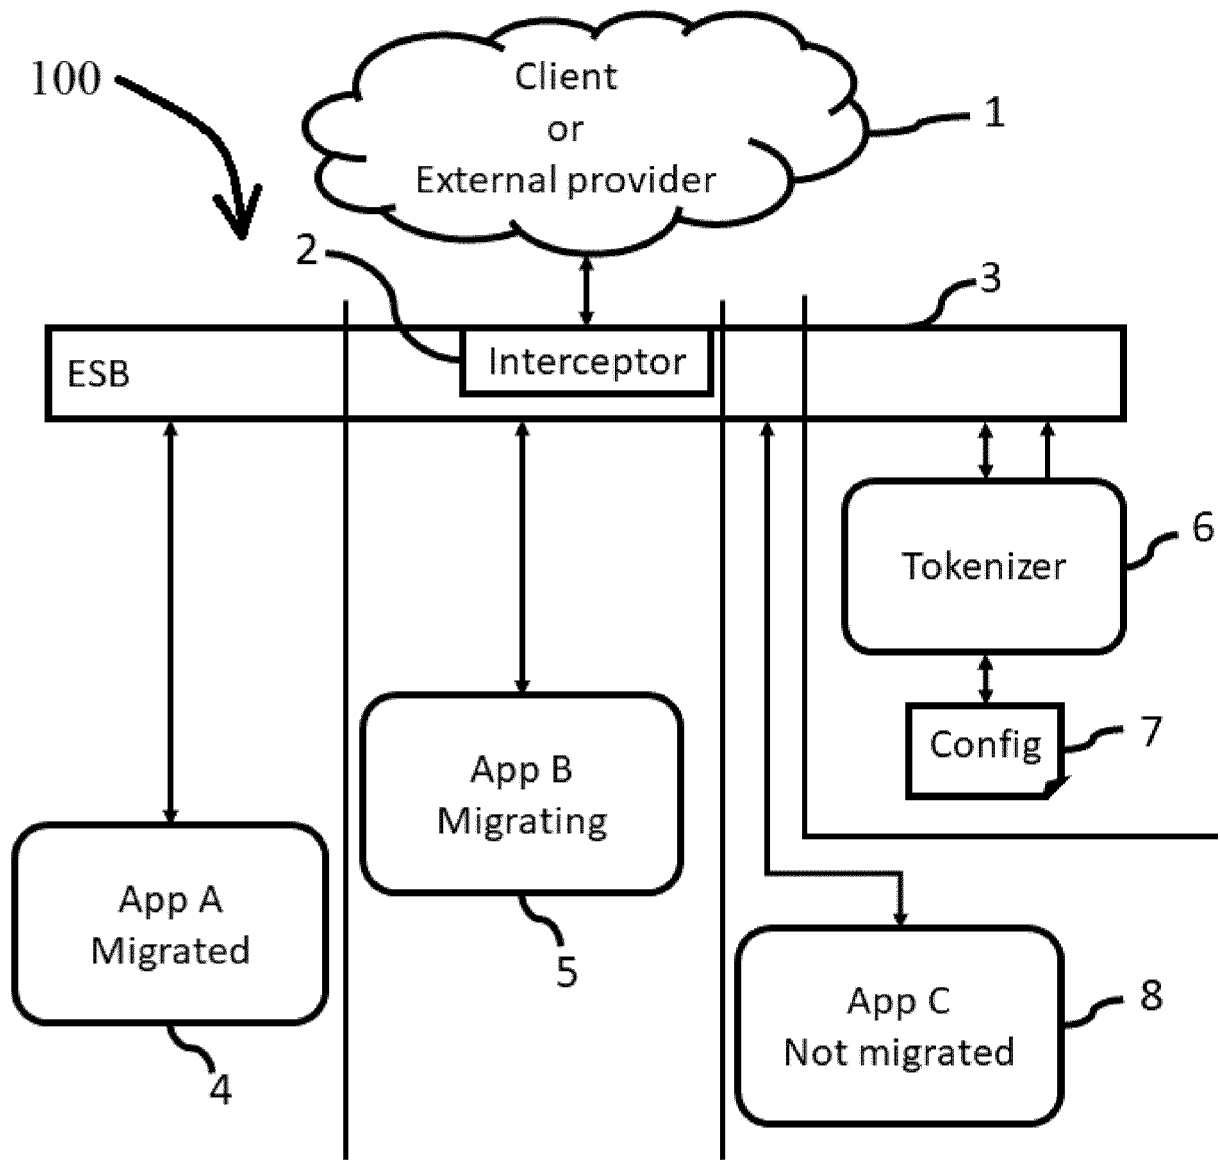 100
Client
or
External provider
1
2
3
ESB
Interceptor
Tokenizer
6
Config
7
App B
Migrating
5
App A
Migrated
4
App C
Not migrated
8